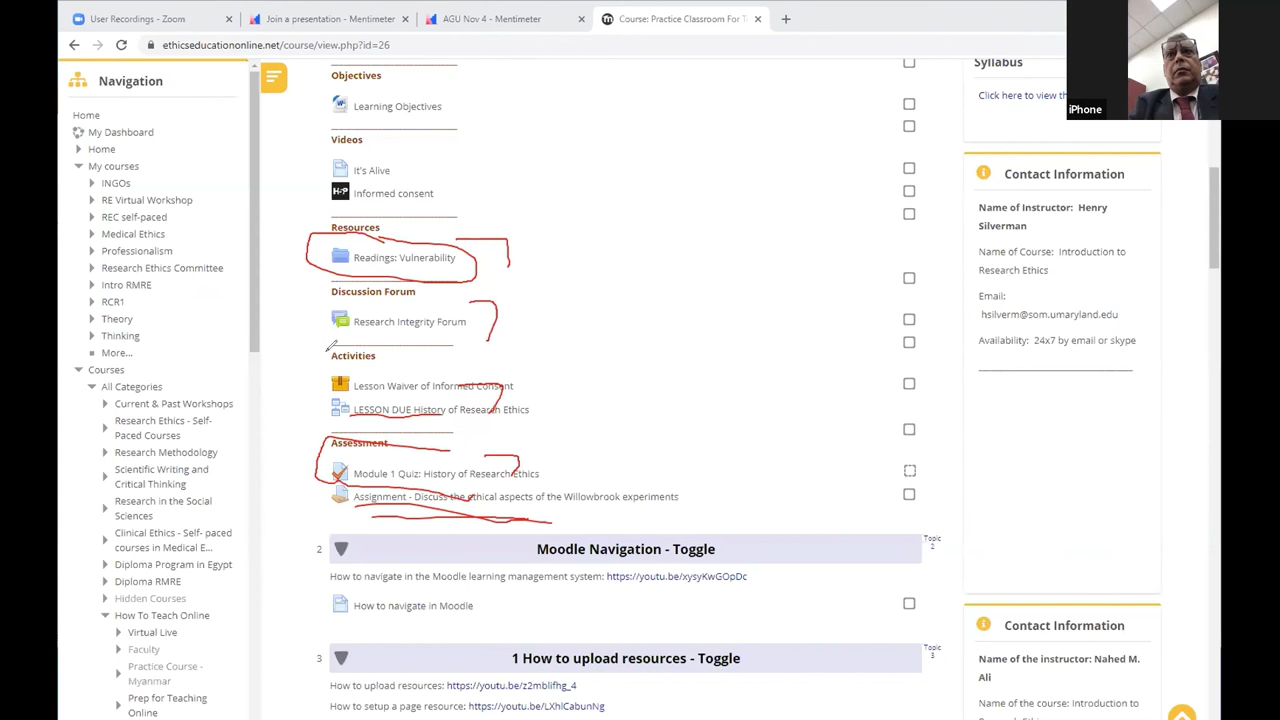 User Recordings - Zoom
Join a presentation - Mentimeter
AGU Nov 4 - Mentimeter
Course: Practice Classroom For T
ethicseducationonline.net/course/view.php?id=26
iPhone
Navigation
Home
My Dashboard
Home
My courses
INGOs
RE Virtual Workshop
REC self-paced
Medical Ethics
Professionalism
Research Ethics Committee
Intro RMRE
RCR1
Theory
Thinking
More...
Courses
All Categories
Current & Past Workshops
Research Ethics - Self-
Paced Courses
Research Methodology
Scientific Writing and
Critical Thinking
Research in the Social
Sciences
Clinical Ethics - Self- paced
courses in Medical E...
Diploma Program in Egypt
Diploma RMRE
Hidden Courses
How To Teach Online
Virtual Live
Faculty
Practice Course -
Myanmar
Prep for Teaching
Online
Objectives
Learning Objectives
Videos
It's Alive
H5P
Informed consent
Resources
Readings: Vulnerability
Discussion Forum
Research Integrity Forum
Activities
Lesson Waiver of Informed Consent
LESSON DUE History of Research Ethics
Assessment
Module 1 Quiz: History of Research Ethics
Assignment - Discuss the ethical aspects of the Willowbrook experiments
2
Moodle Navigation - Toggle
Topic
2
How to navigate in the Moodle learning management system: https://youtu.be/xysyKwGOpDc
How to navigate in Moodle
3
1 How to upload resources - Toggle
Topic
3
How to upload resources: https://youtu.be/z2mblifhg_4
How to setup a page resource: https://youtu.be/LXhlCabunNg
Syllabus
Click here to view th
Contact Information
Name of Instructor: Henry
Silverman
Name of Course: Introduction to
Research Ethics
Email:
hsilverm@som.umaryland.edu
Availability: 24x7 by email or skype
Contact Information
Name of the instructor: Nahed M.
Ali
Name of the course: Introduction